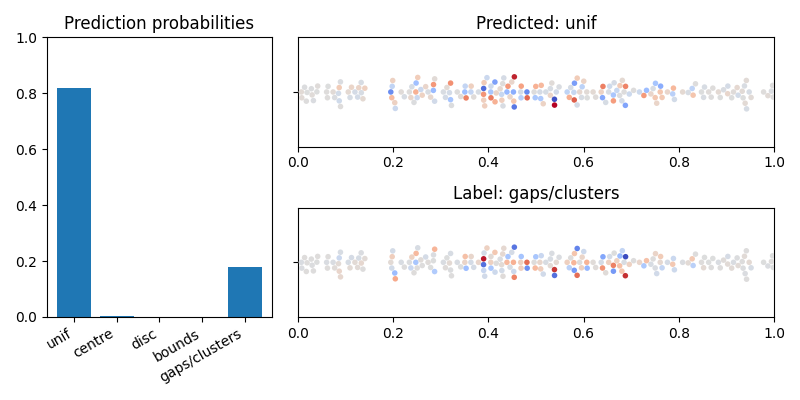 Prediction probabilities
1.0
0.8
0.6
0.4
0.2
0.0
unif
centre
disc
bounds
gaps/clusters
Predicted: unif
0.0 0.2 0.4 0.6 0.8 1.0
Label: gaps/clusters
0.0 0.2 0.4 0.6 0.8 1.0